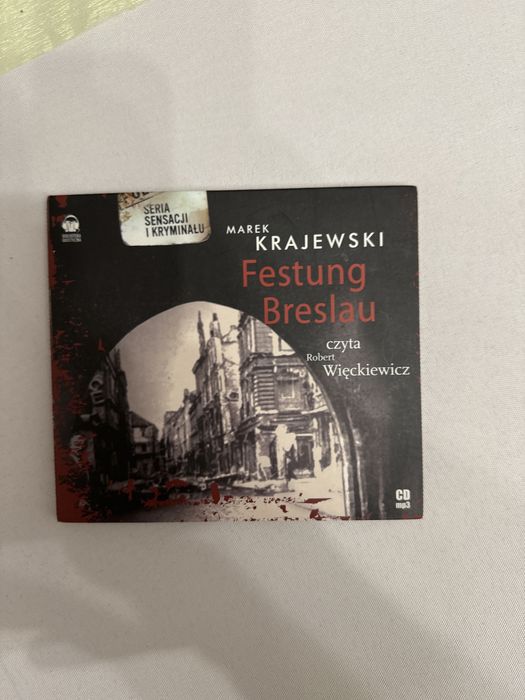 SERIA
SENSACJI
I KRYMINAŁU
MAREK
KRAJEWSKI
Festung
Breslau
czyta
Robert
Więckiewicz
CD
mp3